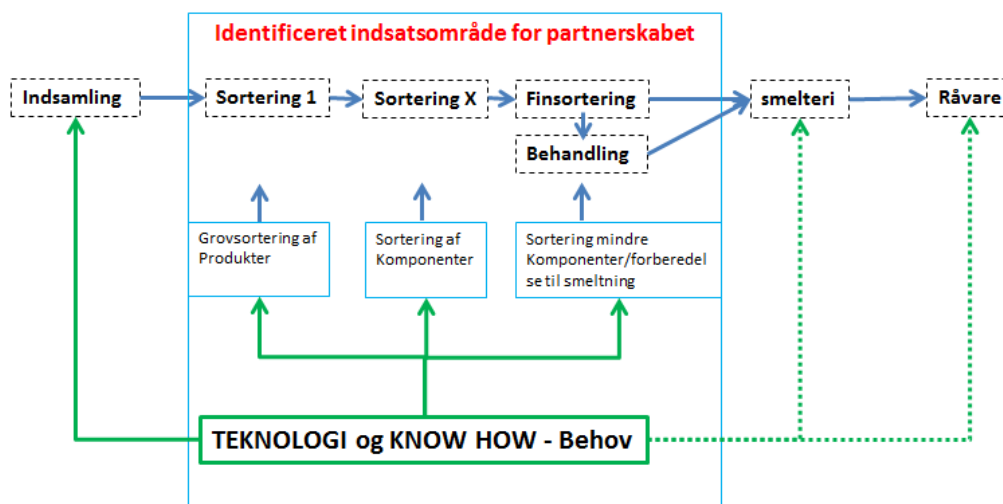 Identificeret indsatsområde for partnerskabet
Indsamling
Sortering 1
Sortering X
Finsortering
smelteri
Råvare
Behandling
Grovsortering af
Produkter
Sortering af
Komponenter
Sortering mindre
Komponenter/forberedel
se til smeltning
TEKNOLOGI og KNOW HOW - Behov